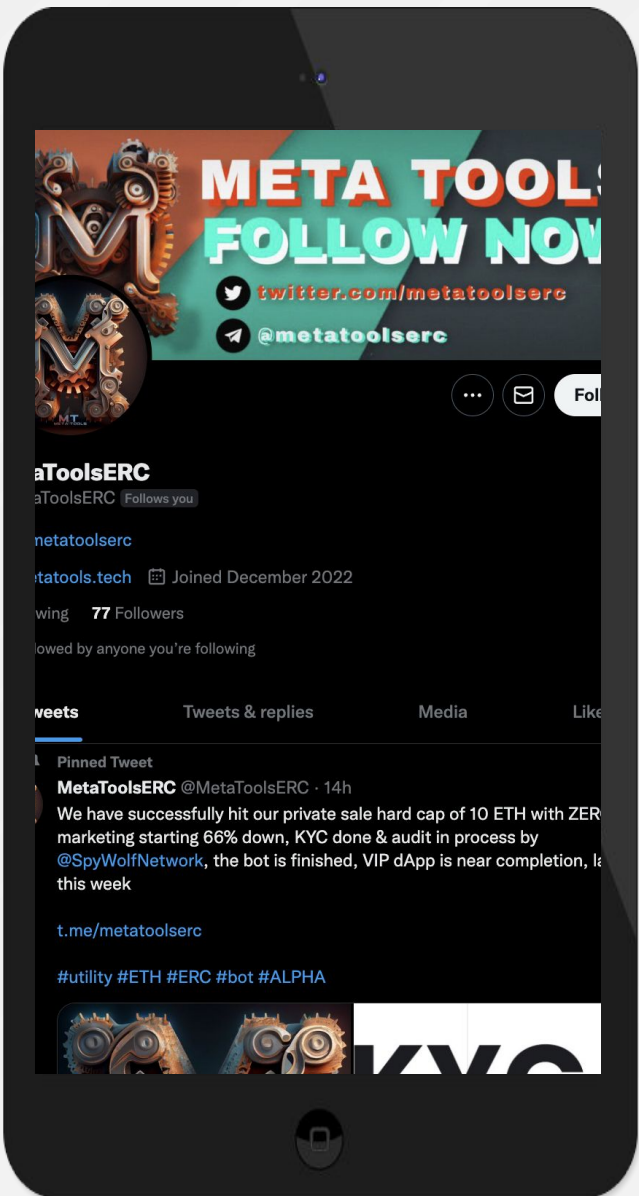 META TOOLS
FOLLOW NOW
twitter.com/metatoolserc
@metatoolserc
M
MT
META TOOLS
Foll
aToolsERC
aToolsERC Follows you
metatoolserc
etatools.tech Joined December 2022
wing 77 Followers
lowed by anyone you're following
weets Tweets & replies Media Like
Pinned Tweet
MetaToolsERC @MetaToolsERC · 14h
We have successfully hit our private sale hard cap of 10 ETH with ZERO
marketing starting 66% down, KYC done & audit in process by
@SpyWolfNetwork, the bot is finished, VIP dApp is near completion, la
this week
t.me/metatoolserc
#utility #ETH #ERC #bot #ALPHA
KYC